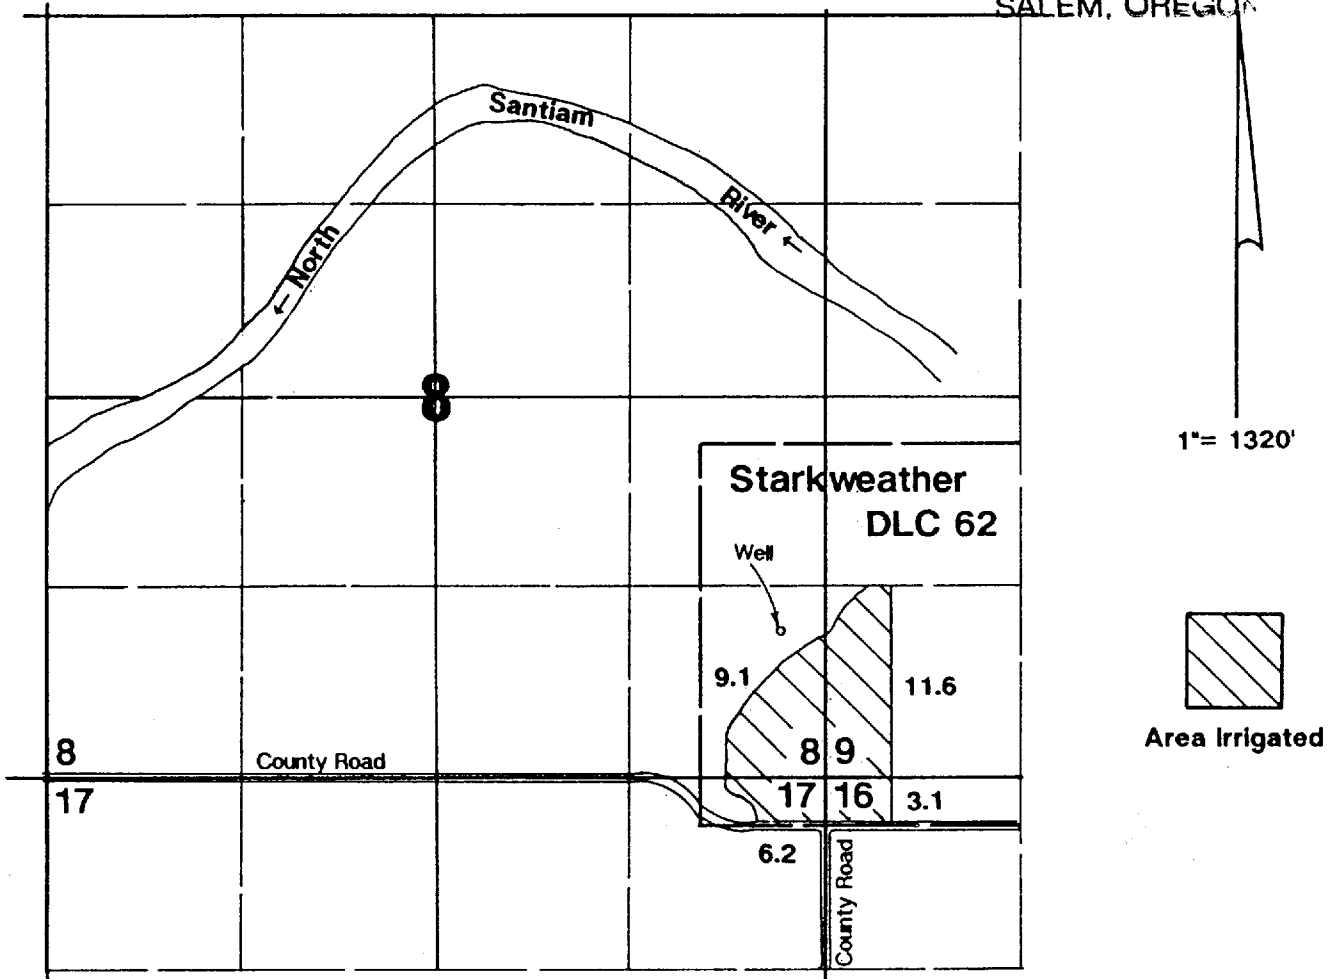 SALEM, OREGON
Santiam
River ←
← North
8
1"= 1320'
Starkweather
DLC 62
Well
9.1
11.6
Area Irrigated
8
County Road
8 9
17
17 16
3.1
6.2
County Road